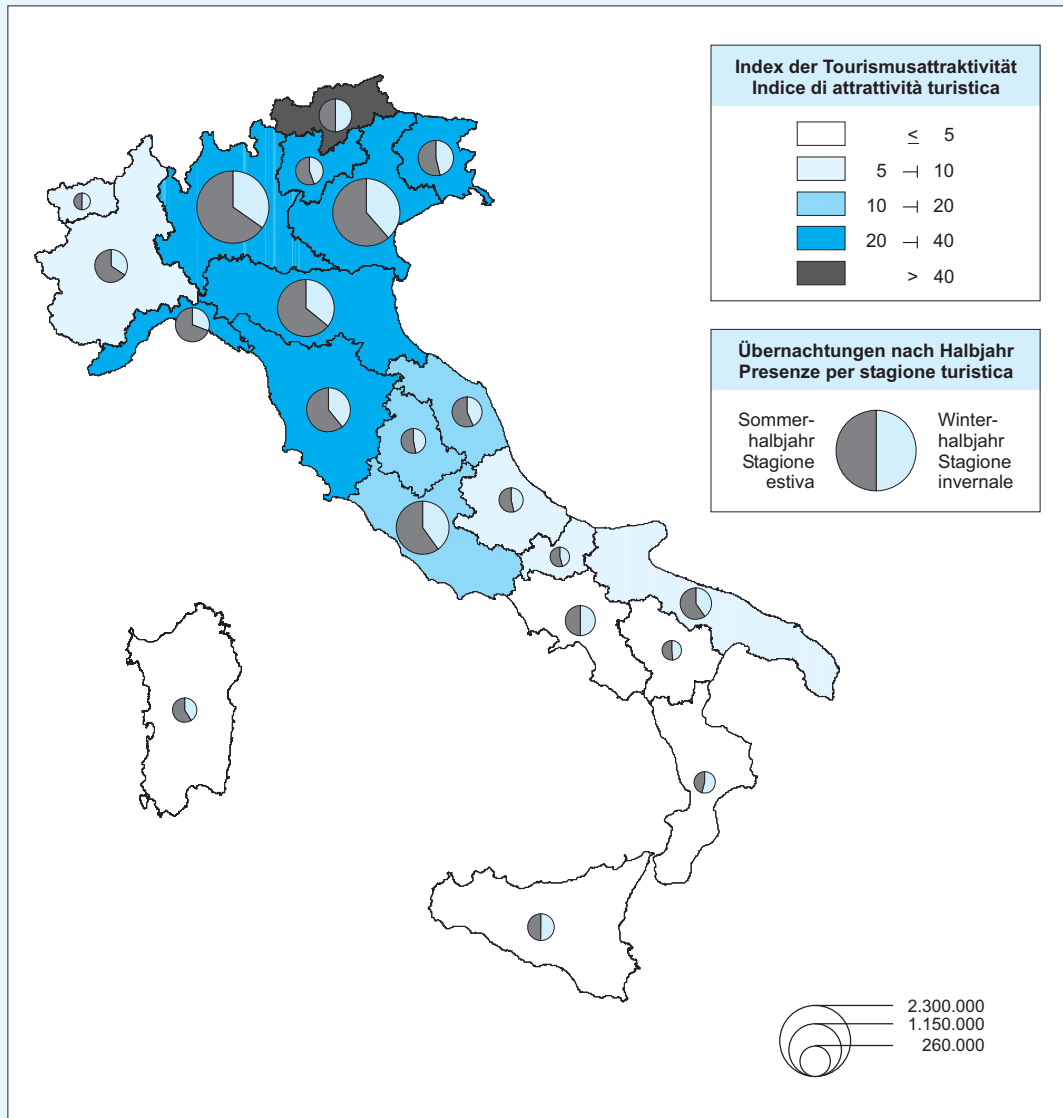 Index der Tourismusattraktivität
Indice di attrattività turistica
≤ 5
5 ⊣ 10
10 ⊣ 20
20 ⊣ 40
> 40
Übernachtungen nach Halbjahr
Presenze per stagione turistica
Sommer-
halbjahr
Stagione
estiva
Winter-
halbjahr
Stagione
invernale
2.300.000
1.150.000
260.000